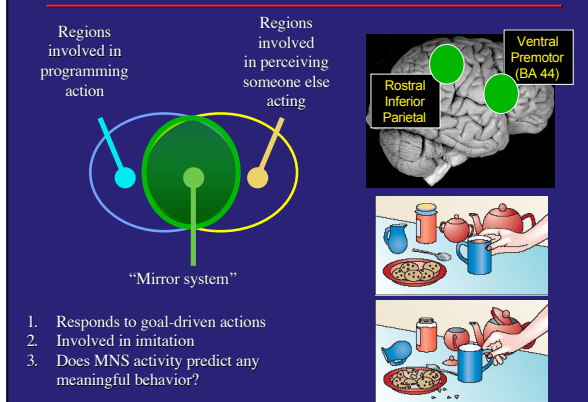 Regions
involved in
programming
action
Regions
involved
in perceiving
someone else
acting
“Mirror system”
Rostral
Inferior
Parietal
Ventral
Premotor
(BA 44)
1. Responds to goal-driven actions
2. Involved in imitation
3. Does MNS activity predict any
meaningful behavior?